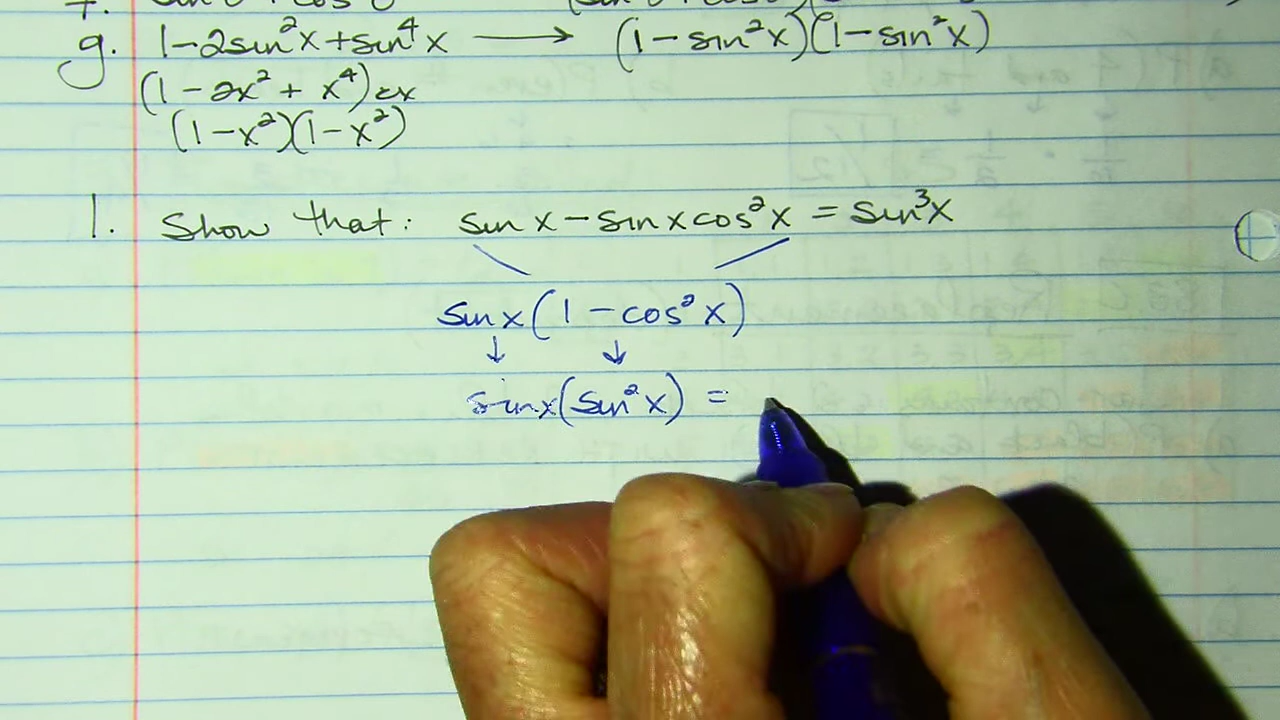 g. 1-2sin²x+sin⁴x → (1-sin²x)(1-sin²x)
(1-2x²+x⁴)ex
(1-x²)(1-x²)
1. Show that: sin x - sin x cos²x = sin³x
sin x (1 - cos²x)
↓ ↓
sin x (sin²x) =